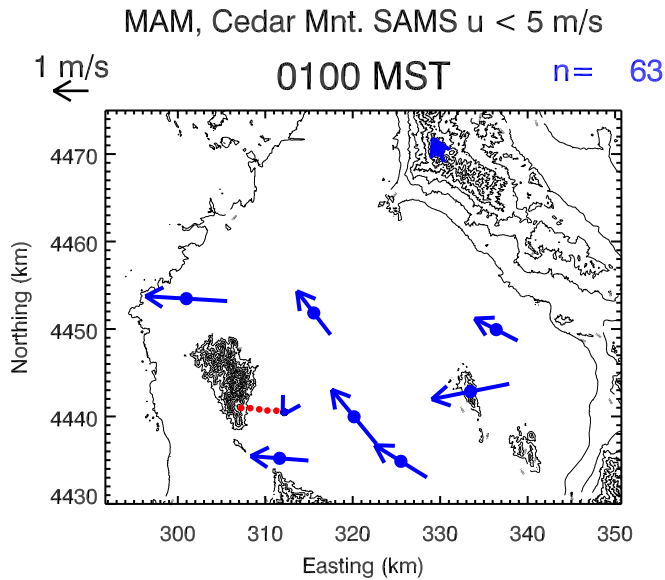 MAM, Cedar Mnt. SAMS u < 5 m/s
1 m/s
0100 MST
n= 63
4470
4460
4450
4440
4430
Northing (km)
300 310 320 330 340 350
Easting (km)